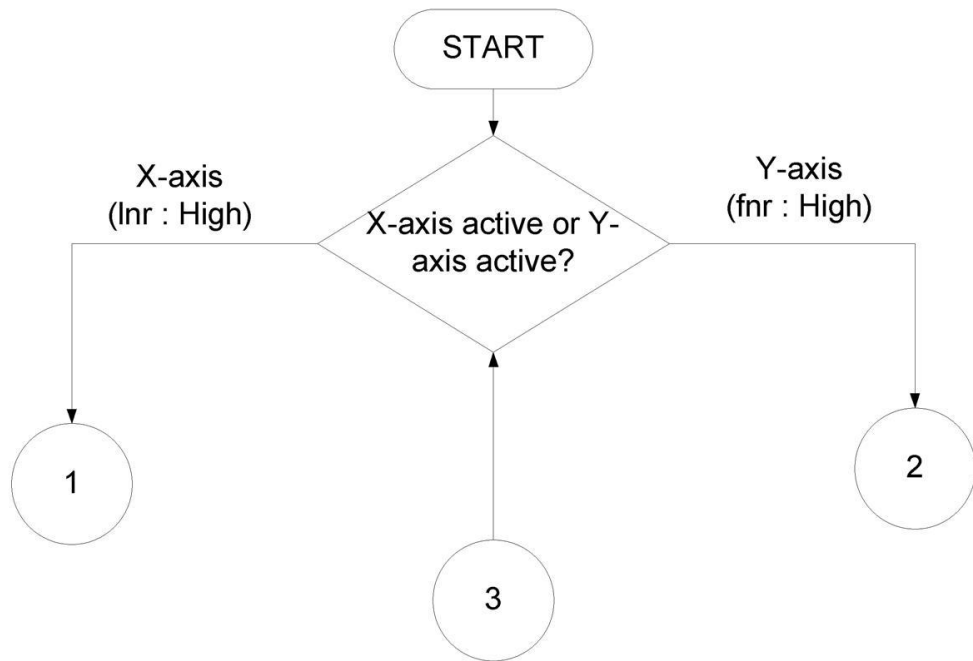 START
X-axis
(lnr : High)
X-axis active or Y-
axis active?
Y-axis
(fnr : High)
1
2
3